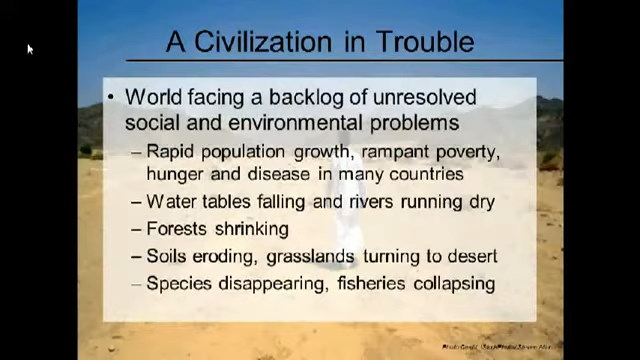 A Civilization in Trouble
• World facing a backlog of unresolved
social and environmental problems
– Rapid population growth, rampant poverty,
hunger and disease in many countries
– Water tables falling and rivers running dry
– Forests shrinking
– Soils eroding, grasslands turning to desert
– Species disappearing, fisheries collapsing